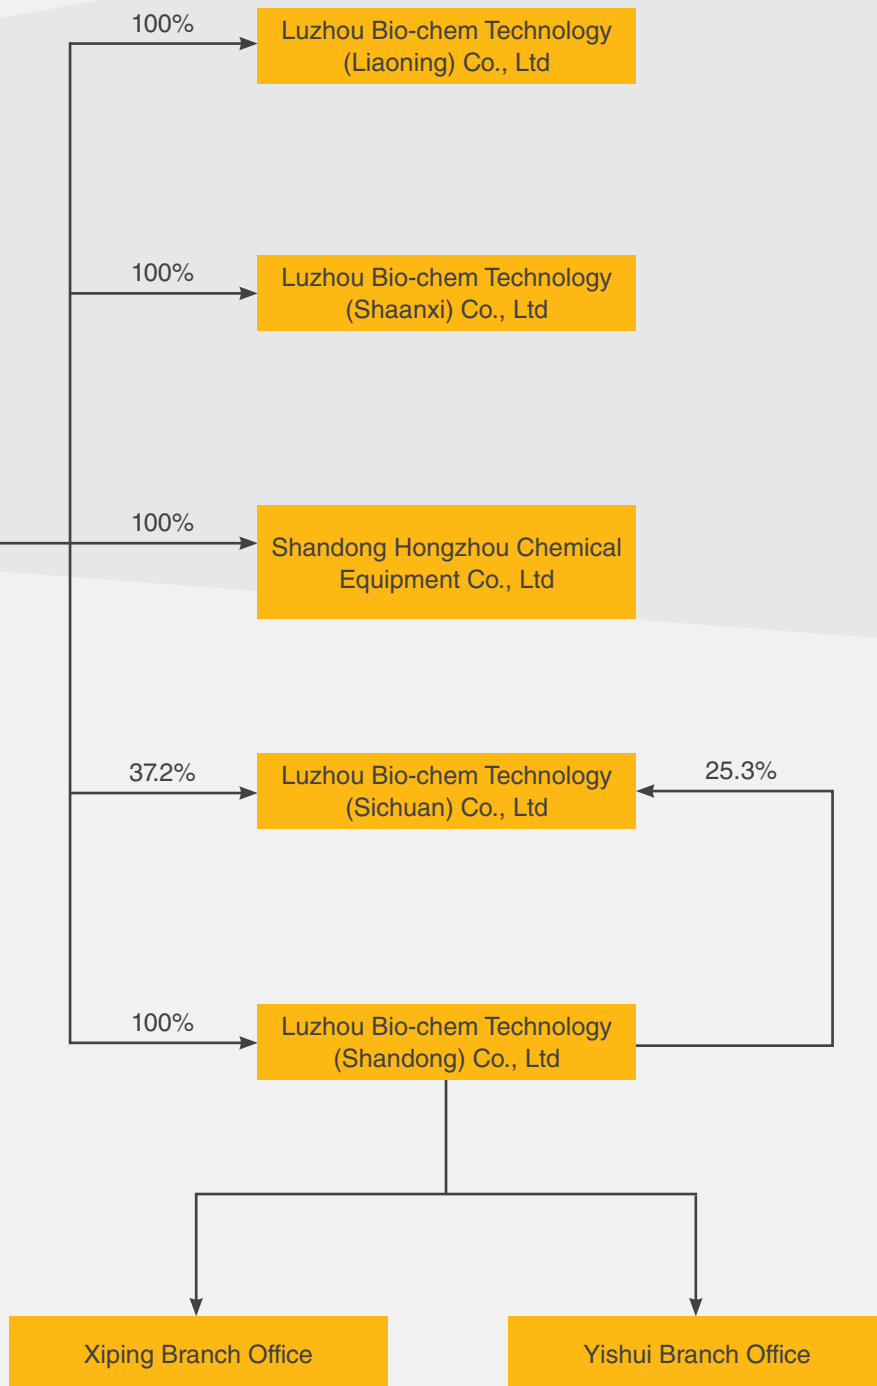 100%
Luzhou Bio-chem Technology
(Liaoning) Co., Ltd
100%
Luzhou Bio-chem Technology
(Shaanxi) Co., Ltd
100%
Shandong Hongzhou Chemical
Equipment Co., Ltd
37.2%
Luzhou Bio-chem Technology
(Sichuan) Co., Ltd
25.3%
100%
Luzhou Bio-chem Technology
(Shandong) Co., Ltd
Xiping Branch Office
Yishui Branch Office